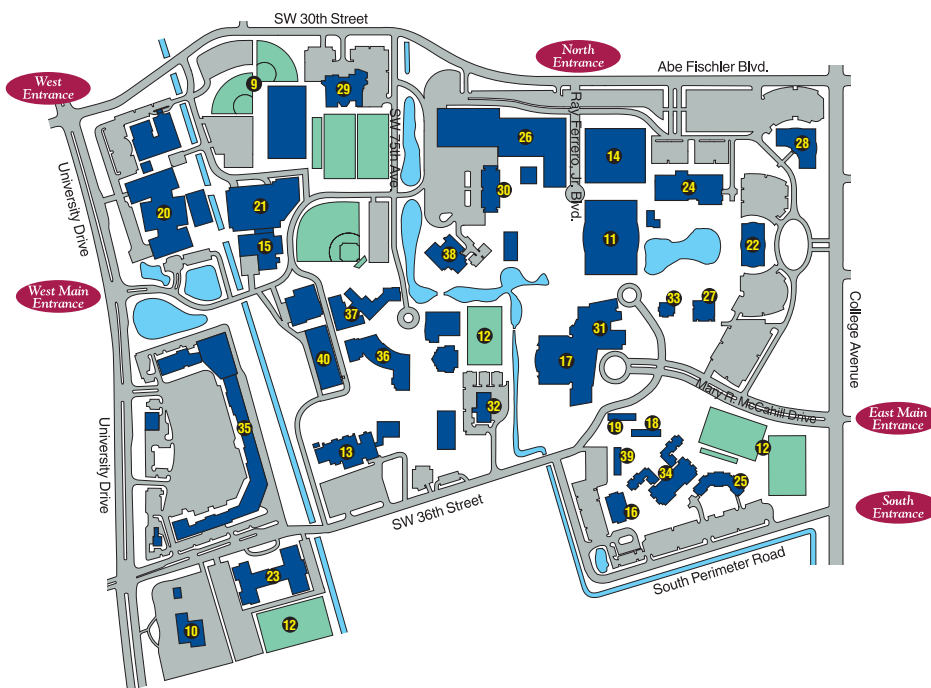 SW 30th Street
North
Entrance
Abe Fischler Blvd.
West
Entrance
9
29
SW 75th Ave.
Ray Ferrero Jr. Blvd.
26
14
28
University Drive
20
21
15
30
24
38
11
22
West Main
Entrance
37
12
33
27
College Avenue
40
36
31
17
Mary R. McCahill Drive
32
University Drive
35
13
19
18
12
East Main
Entrance
39
34
25
16
South
Entrance
SW 36th Street
South Perimeter Road
23
10
12